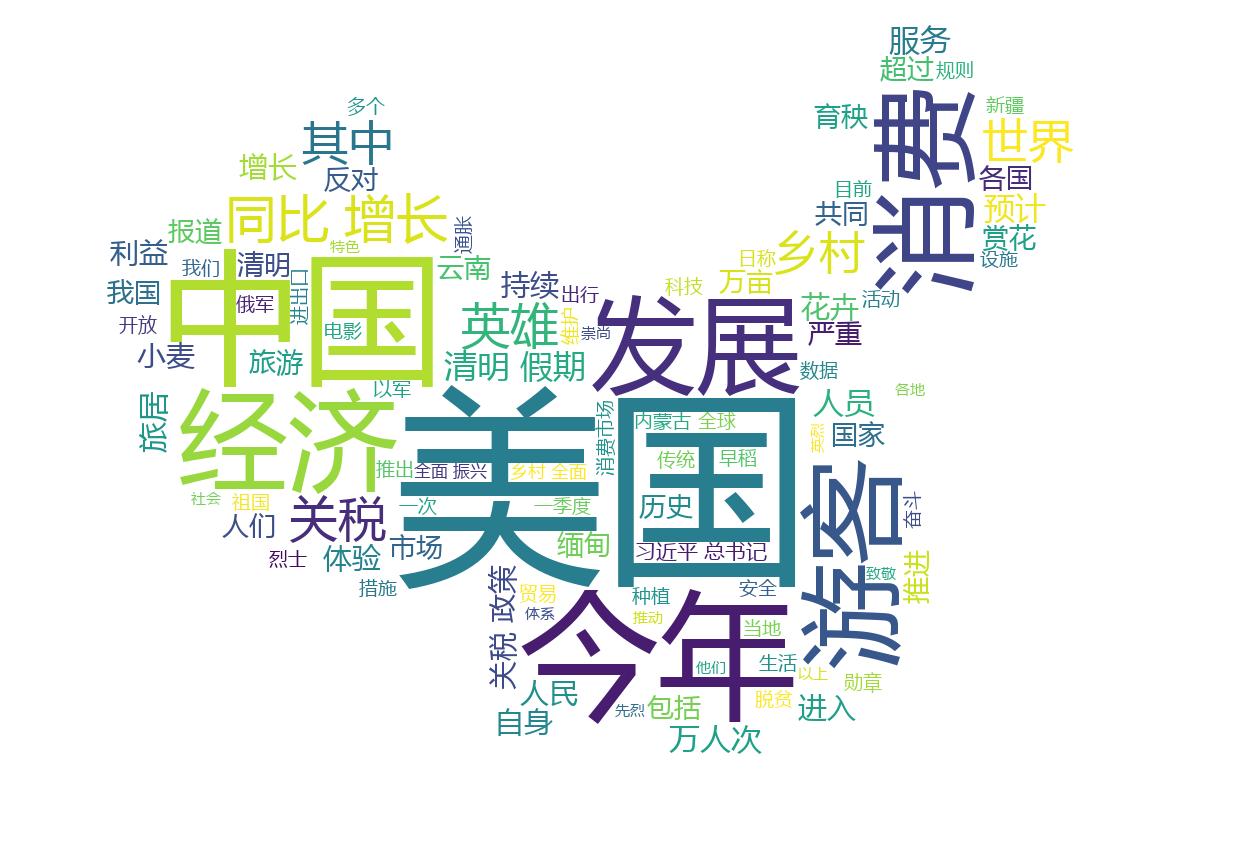 服务
超过
规则
多个
育秧
新疆
消费
世界
其中
增长
反对
各国
目前
预计
共同
报道
同比 增长
通胀
赏花
利益
我们
清明
特色
云南
日称
乡村
设施
我国
俄军
进出口
持续
出行
科技
万亩
花卉
活动
开放
中国
电影
英雄
维护
崇尚
发展
严重
小麦
旅游
清明 假期
数据
以军
各地
旅居
经济
美国
消费市场
内蒙古
全球
人员
英烈
国家
推出
全面 振兴
乡村 全面
传统
早稻
社会
祖国
一次
一季度
历史
游客
奋斗
人们
关税
市场
缅甸
习近平 总书记
烈士
体验
措施
关税 政策
贸易
体系
种植
安全
致敬
推进
今年
推动
当地
他们
生活
以上
勋章
人民
自身
先烈
包括
脱贫
进入
万人次